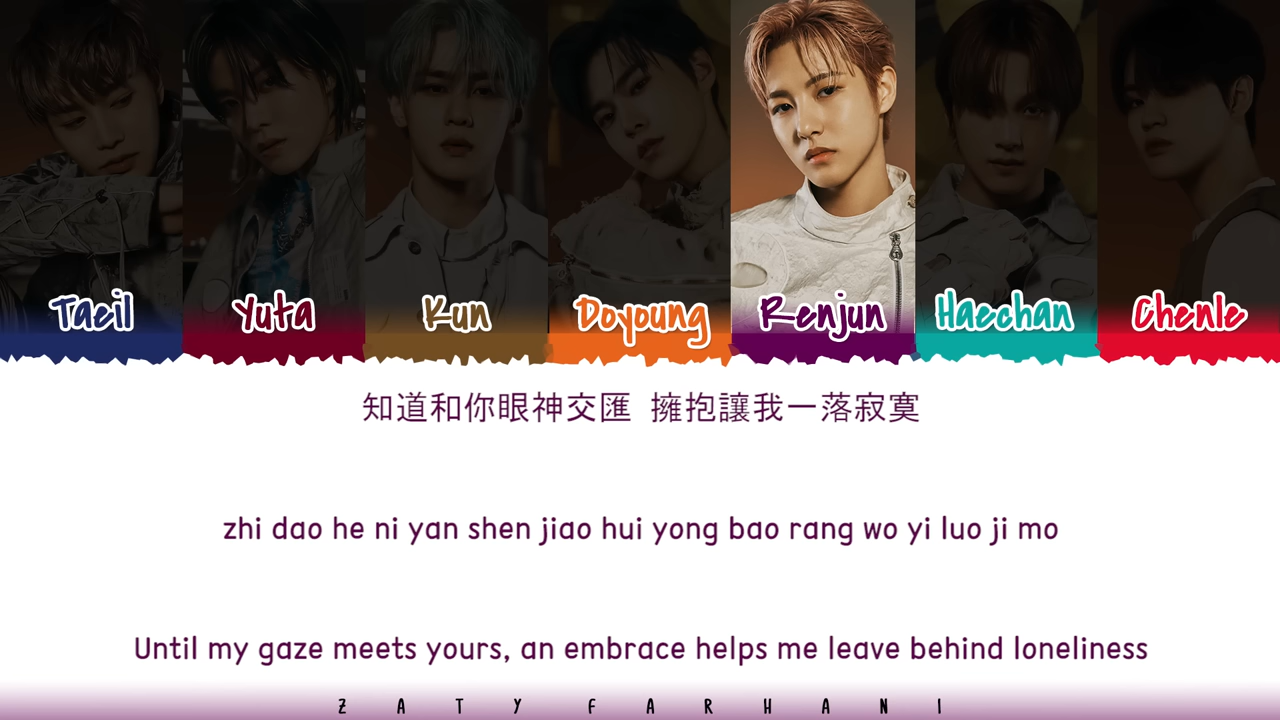 Taeil Yuta Kun Doyoung Renjun Haechan Chenle
知道和你眼神交匯 擁抱讓我一落寂寞
zhi dao he ni yan shen jiao hui yong bao rang wo yi luo ji mo
Until my gaze meets yours, an embrace helps me leave behind loneliness
ZATY FARHANI